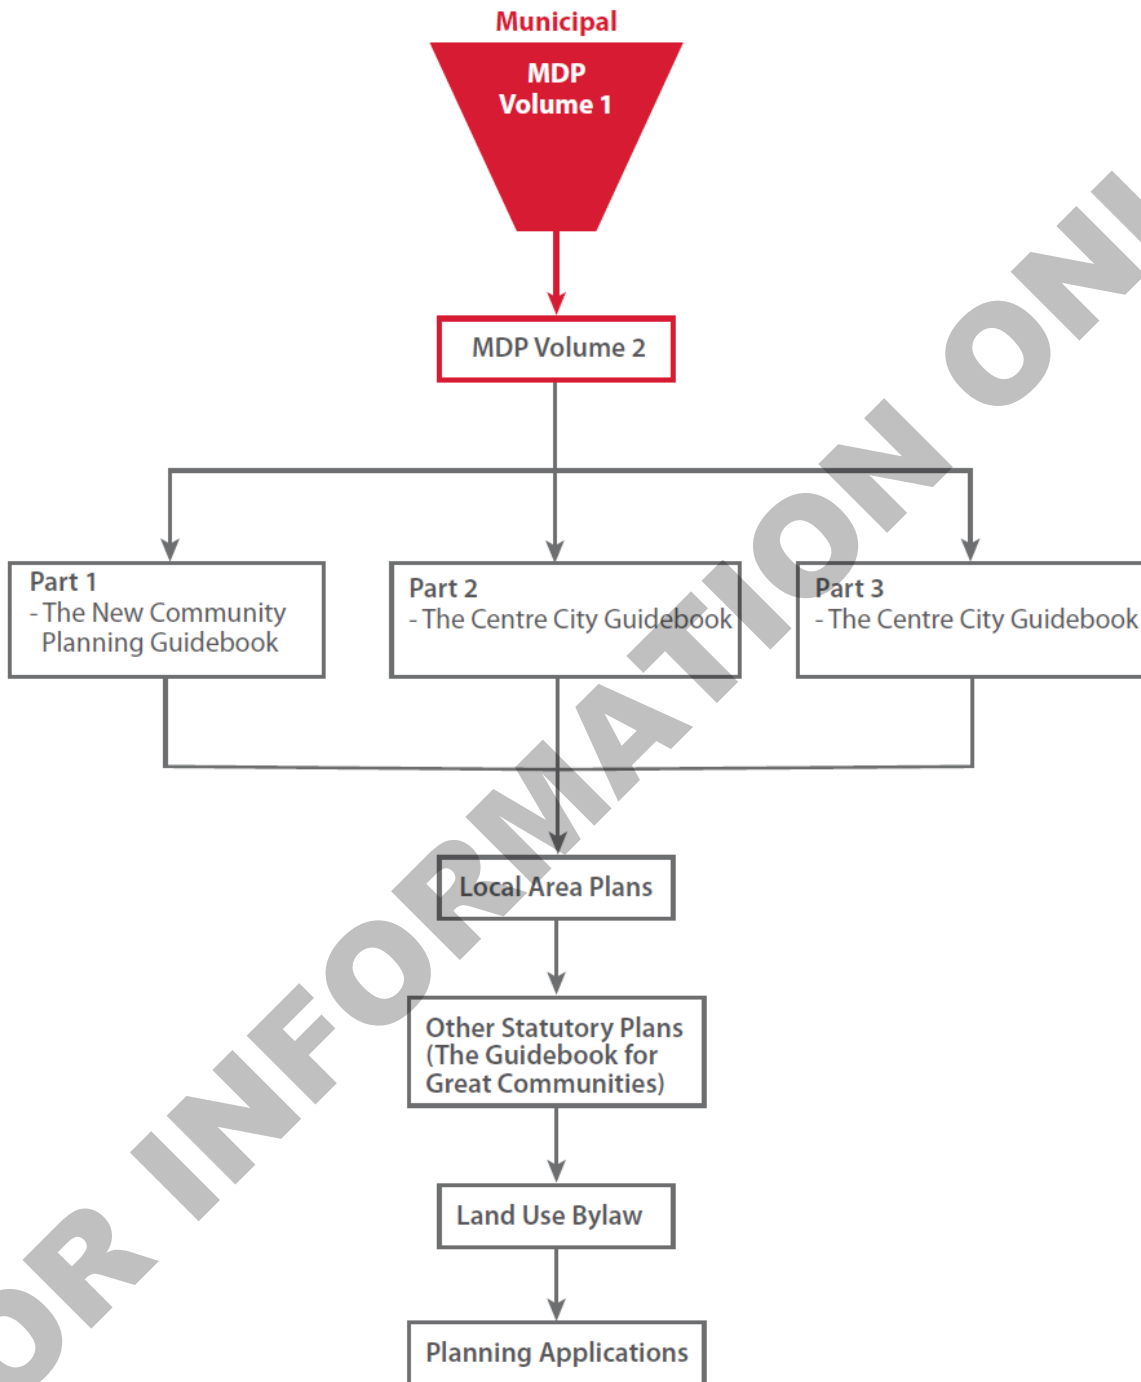 Municipal
MDP
Volume 1
MDP Volume 2
Part 1
- The New Community
Planning Guidebook
Part 2
- The Centre City Guidebook
Part 3
- The Centre City Guidebook
Local Area Plans
Other Statutory Plans
(The Guidebook for
Great Communities)
Land Use Bylaw
Planning Applications
OR INFORMATION ONL